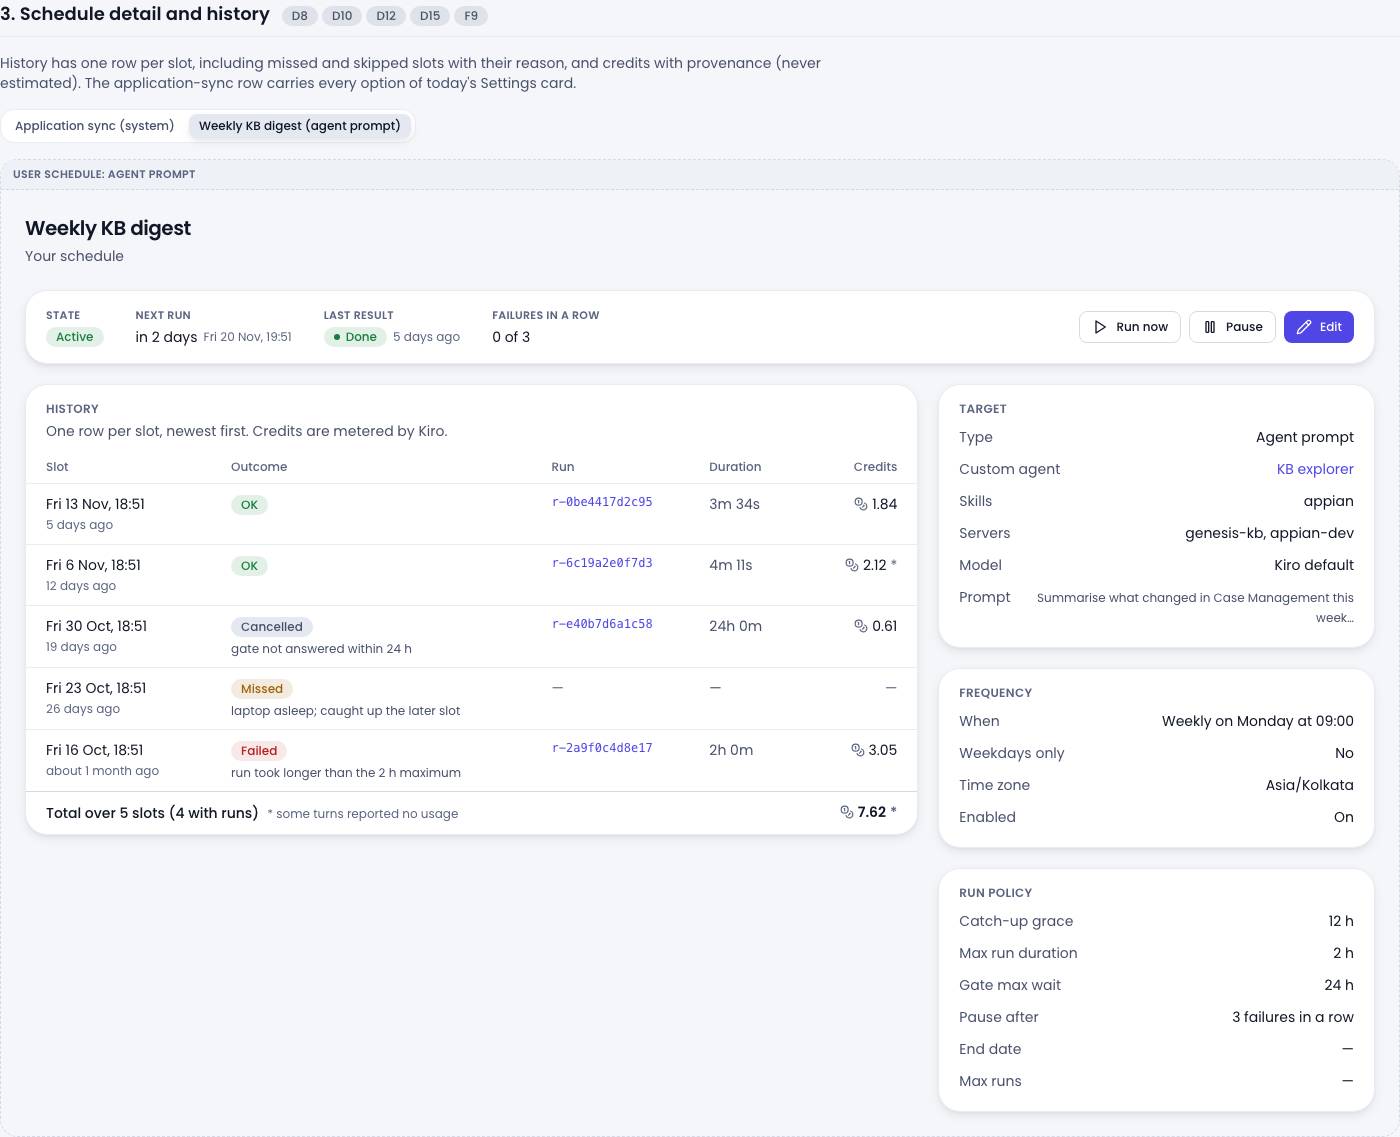 3. Schedule detail and history D8 D10 D12 D15 F9
History has one row per slot, including missed and skipped slots with their reason, and credits with provenance (never
estimated). The application-sync row carries every option of today's Settings card.
Application sync (system) Weekly KB digest (agent prompt)
USER SCHEDULE: AGENT PROMPT
Weekly KB digest
Your schedule
STATE NEXT RUN LAST RESULT FAILURES IN A ROW
Active in 2 days Fri 20 Nov, 19:51 Done 5 days ago 0 of 3
Run now Pause Edit
HISTORY
One row per slot, newest first. Credits are metered by Kiro.
Slot Outcome Run Duration Credits
Fri 13 Nov, 18:51 OK r-0be4417d2c95 3m 34s 1.84
5 days ago
Fri 6 Nov, 18:51 OK r-6c19a2e0f7d3 4m 11s 2.12 *
12 days ago
Fri 30 Oct, 18:51 Cancelled r-e40b7d6a1c58 24h 0m 0.61
19 days ago gate not answered within 24 h
Fri 23 Oct, 18:51 Missed — — —
26 days ago laptop asleep; caught up the later slot
Fri 16 Oct, 18:51 Failed r-2a9f0c4d8e17 2h 0m 3.05
about 1 month ago run took longer than the 2 h maximum
Total over 5 slots (4 with runs) * some turns reported no usage 7.62 *
TARGET
Type Agent prompt
Custom agent KB explorer
Skills appian
Servers genesis-kb, appian-dev
Model Kiro default
Prompt Summarise what changed in Case Management this
week…
FREQUENCY
When Weekly on Monday at 09:00
Weekdays only No
Time zone Asia/Kolkata
Enabled On
RUN POLICY
Catch-up grace 12 h
Max run duration 2 h
Gate max wait 24 h
Pause after 3 failures in a row
End date —
Max runs —